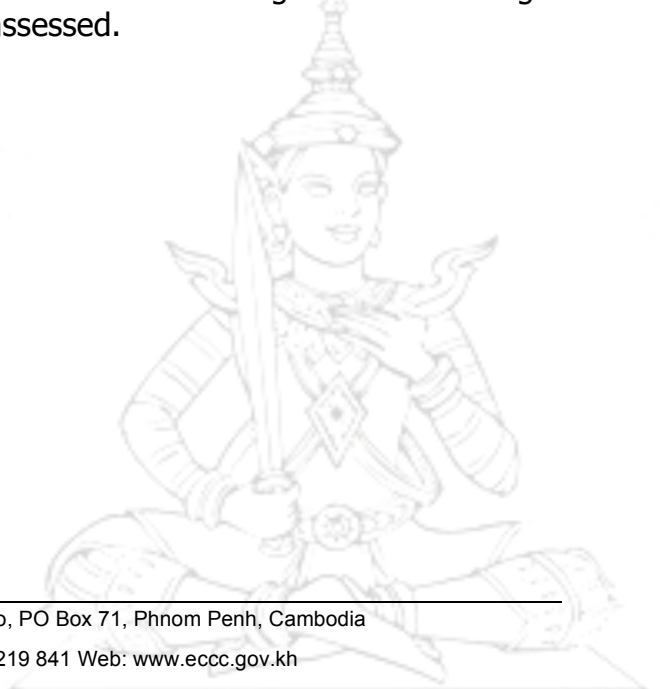 assessed.
PO Box 71, Phnom Penh, Cambodia
219 841 Web: www.eccc.gov.kh